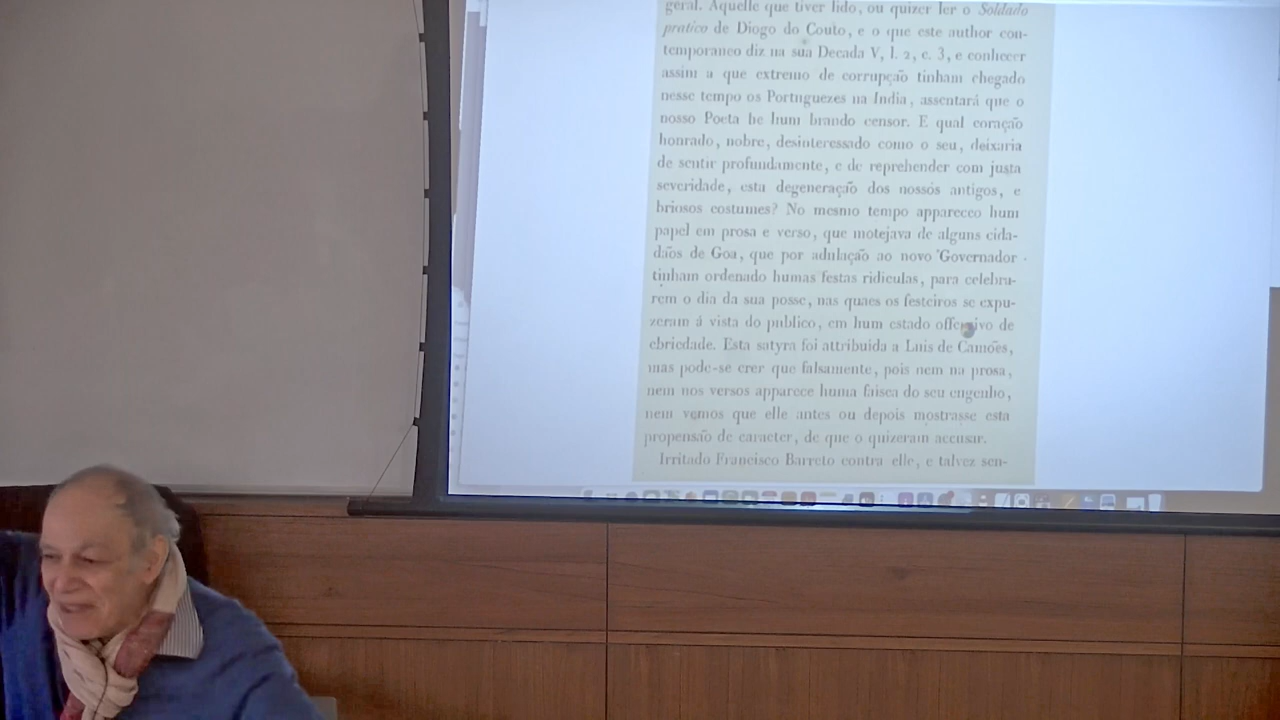 geral. Aquelle que tiver lido, ou quizer ler o Soldado
pratico de Diogo do Couto, e o que este author con-
temporaneo diz na sua Decada V, l. 2, c. 3, e conhecer
assim a que extremo de corrupção tinham chegado
nesse tempo os Portuguezes na India, assentará que o
nosso Poeta he hum brando censor. E qual coração
honrado, nobre, desinteressado como o seu, deixaria
de sentir profundamente, e de reprehender com justa
severidade, esta degeneração dos nossos antigos, e
briosos costumes? No mesmo tempo appareceo hum
papel em prosa e verso, que motejava de alguns cida-
dãos de Goa, que por adulação ao novo Governador
tinham ordenado humas festas ridiculas, para celebra-
rem o dia da sua posse, nas quaes os festeiros se expu-
zeram á vista do publico, em hum estado offensivo de
ebriedade. Esta satyra foi attribuida a Luis de Camões,
mas pode-se crer que falsamente, pois nem na prosa,
nem nos versos apparece huma faisca do seu engenho,
nem vemos que elle antes ou depois mostrasse esta
propensão de caracter, de que o quizeram accusar.
Irritado Francisco Barreto contra elle, e talvez sen-